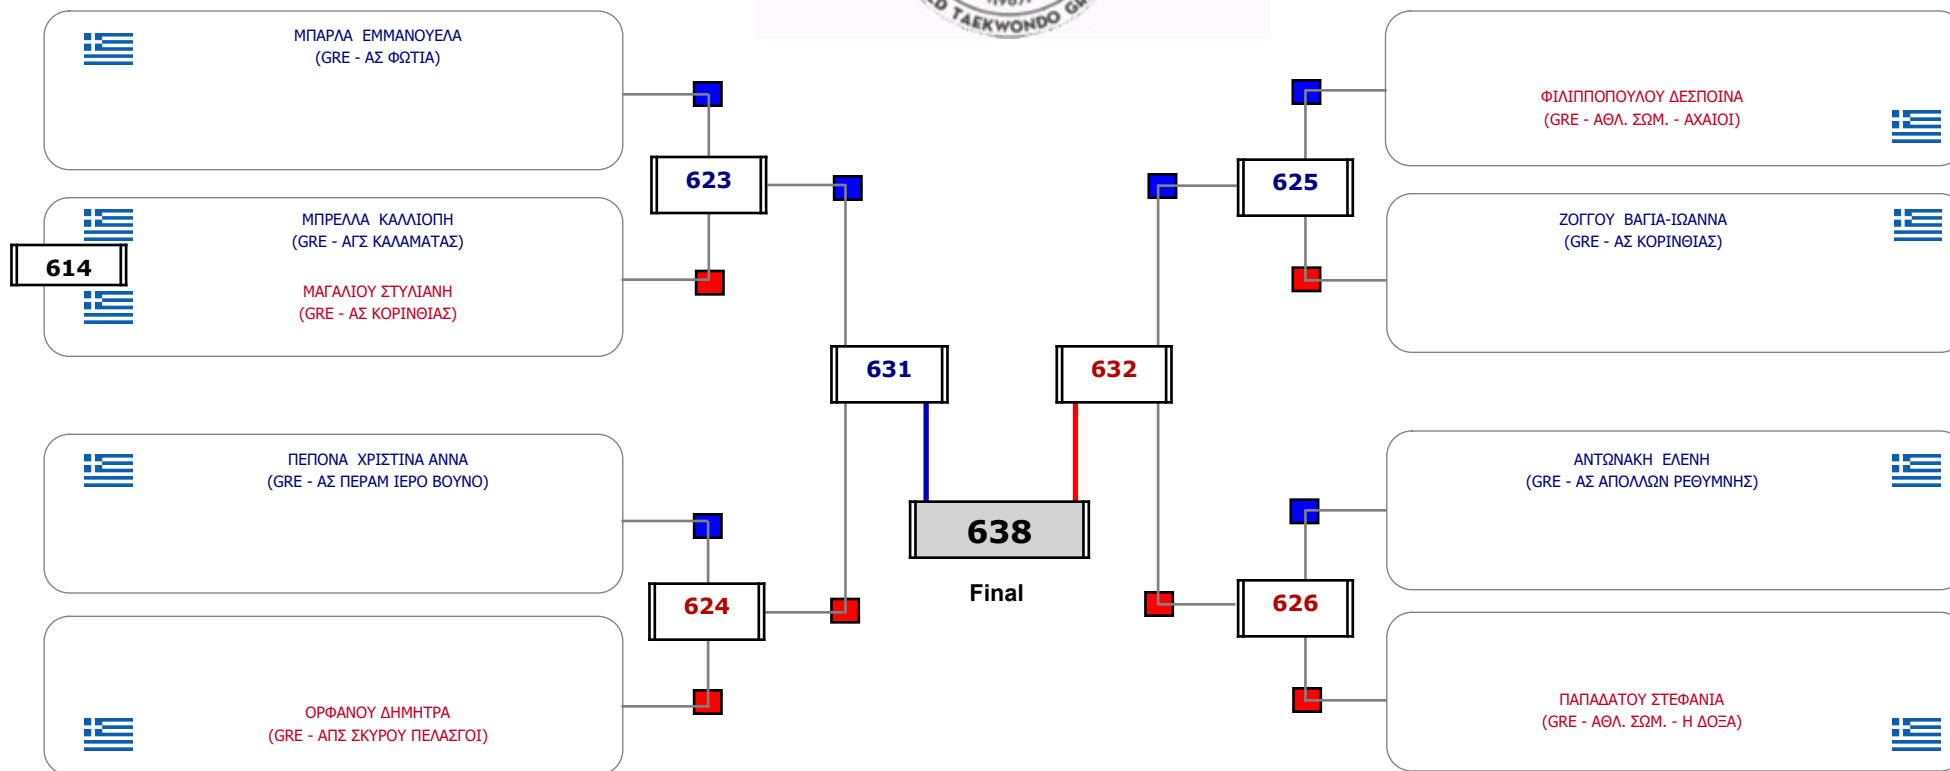 TAEKWONDO
ΜΠΑΡΛΑ ΕΜΜΑΝΟΥΕΛΑ
(GRE - ΑΣ ΦΩΤΙΑ)
ΦΙΛΙΠΠΟΠΟΥΛΟΥ ΔΕΣΠΟΙΝΑ
(GRE - ΑΘΛ. ΣΩΜ. - ΑΧΑΙΟΙ)
623
625
ΜΠΡΕΛΛΑ ΚΑΛΛΙΟΠΗ
(GRE - ΑΓΣ ΚΑΛΑΜΑΤΑΣ)
614
ΜΑΓΑΛΙΟΥ ΣΤΥΛΙΑΝΗ
(GRE - ΑΣ ΚΟΡΙΝΘΙΑΣ)
ΖΟΓΓΟΥ ΒΑΓΙΑ-ΙΩΑΝΝΑ
(GRE - ΑΣ ΚΟΡΙΝΘΙΑΣ)
631
632
ΠΕΠΟΝΑ ΧΡΙΣΤΙΝΑ ΑΝΝΑ
(GRE - ΑΣ ΠΕΡΑΜ ΙΕΡΟ ΒΟΥΝΟ)
ΑΝΤΩΝΑΚΗ ΕΛΕΝΗ
(GRE - ΑΣ ΑΠΟΛΛΩΝ ΡΕΘΥΜΝΗΣ)
638
Final
624
626
ΟΡΦΑΝΟΥ ΔΗΜΗΤΡΑ
(GRE - ΑΠΣ ΣΚΥΡΟΥ ΠΕΛΑΣΓΟΙ)
ΠΑΠΑΔΑΤΟΥ ΣΤΕΦΑΝΙΑ
(GRE - ΑΘΛ. ΣΩΜ. - Η ΔΟΞΑ)